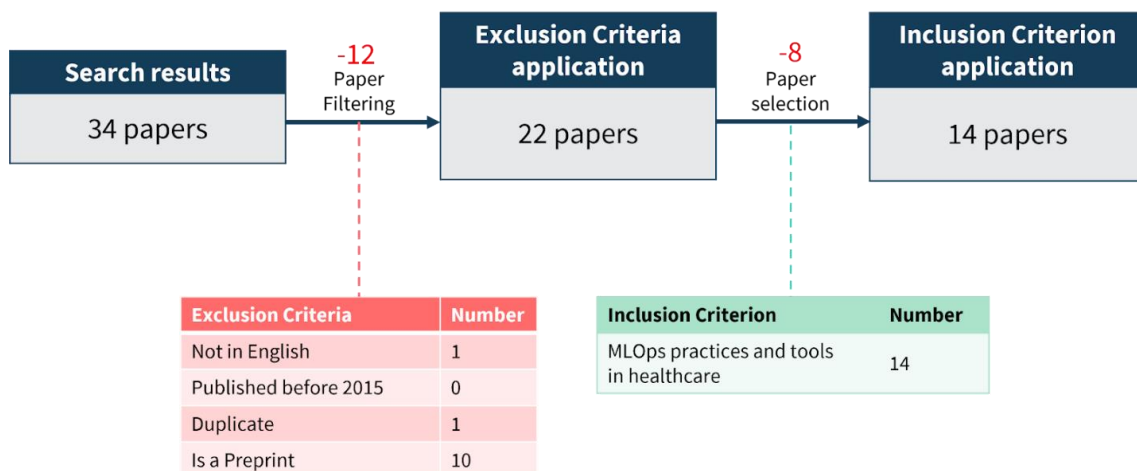 Search results
34 papers
-12
Paper
Filtering
Exclusion Criteria
application
22 papers
-8
Paper
selection
Inclusion Criterion
application
14 papers
Exclusion Criteria Number
Not in English 1
Published before 2015 0
Duplicate 1
Is a Preprint 10
Inclusion Criterion Number
MLOps practices and tools
in healthcare 14